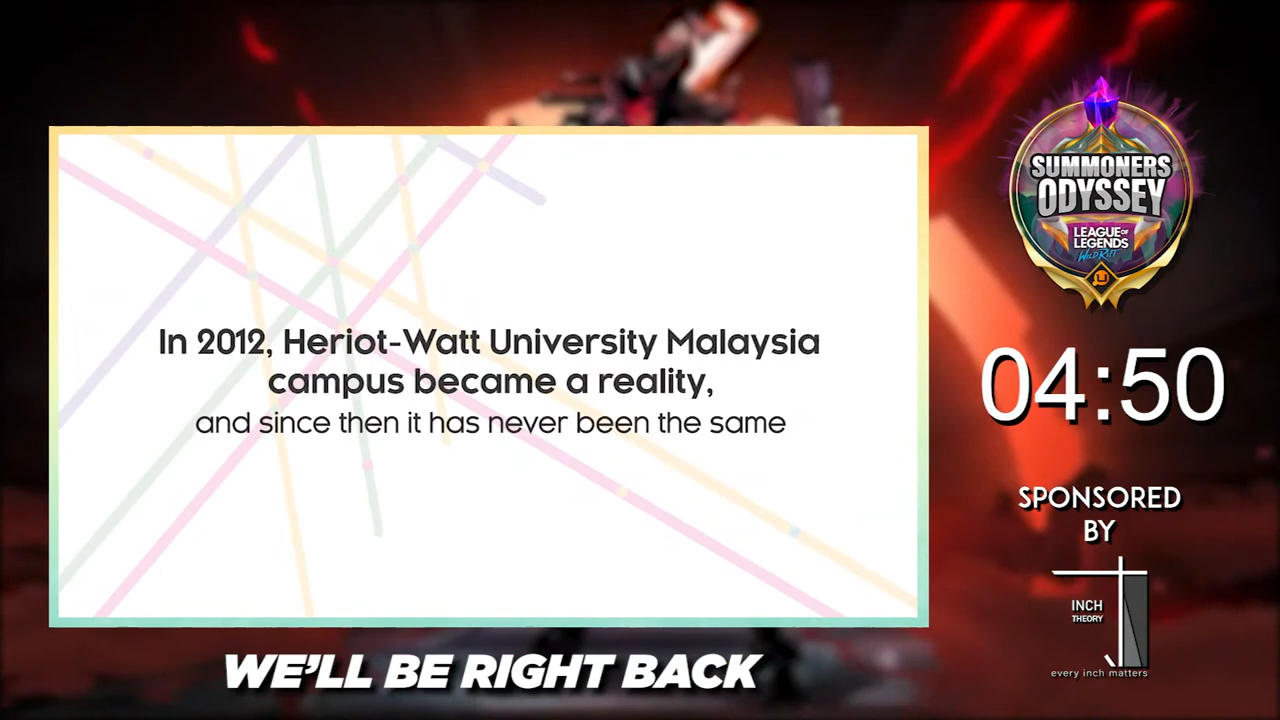 In 2012, Heriot-Watt University Malaysia
campus became a reality,
and since then it has never been the same
WE'LL BE RIGHT BACK
SUMMONERS
ODYSSEY
LEAGUE OF
LEGENDS
WILD RIFT
04:50
SPONSORED
BY
INCH
THEORY
every inch matters